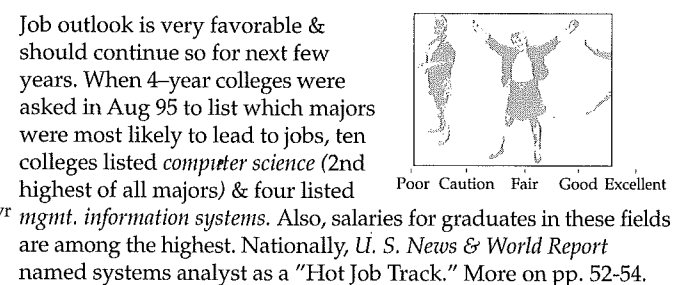 Job outlook is very favorable &
should continue so for next few
years. When 4–year colleges were
asked in Aug 95 to list which majors
were most likely to lead to jobs, ten
colleges listed computer science (2nd
highest of all majors) & four listed
Poor Caution Fair Good Excellent
yr mgmt. information systems. Also, salaries for graduates in these fields
are among the highest. Nationally, U. S. News & World Report
named systems analyst as a "Hot Job Track." More on pp. 52-54.